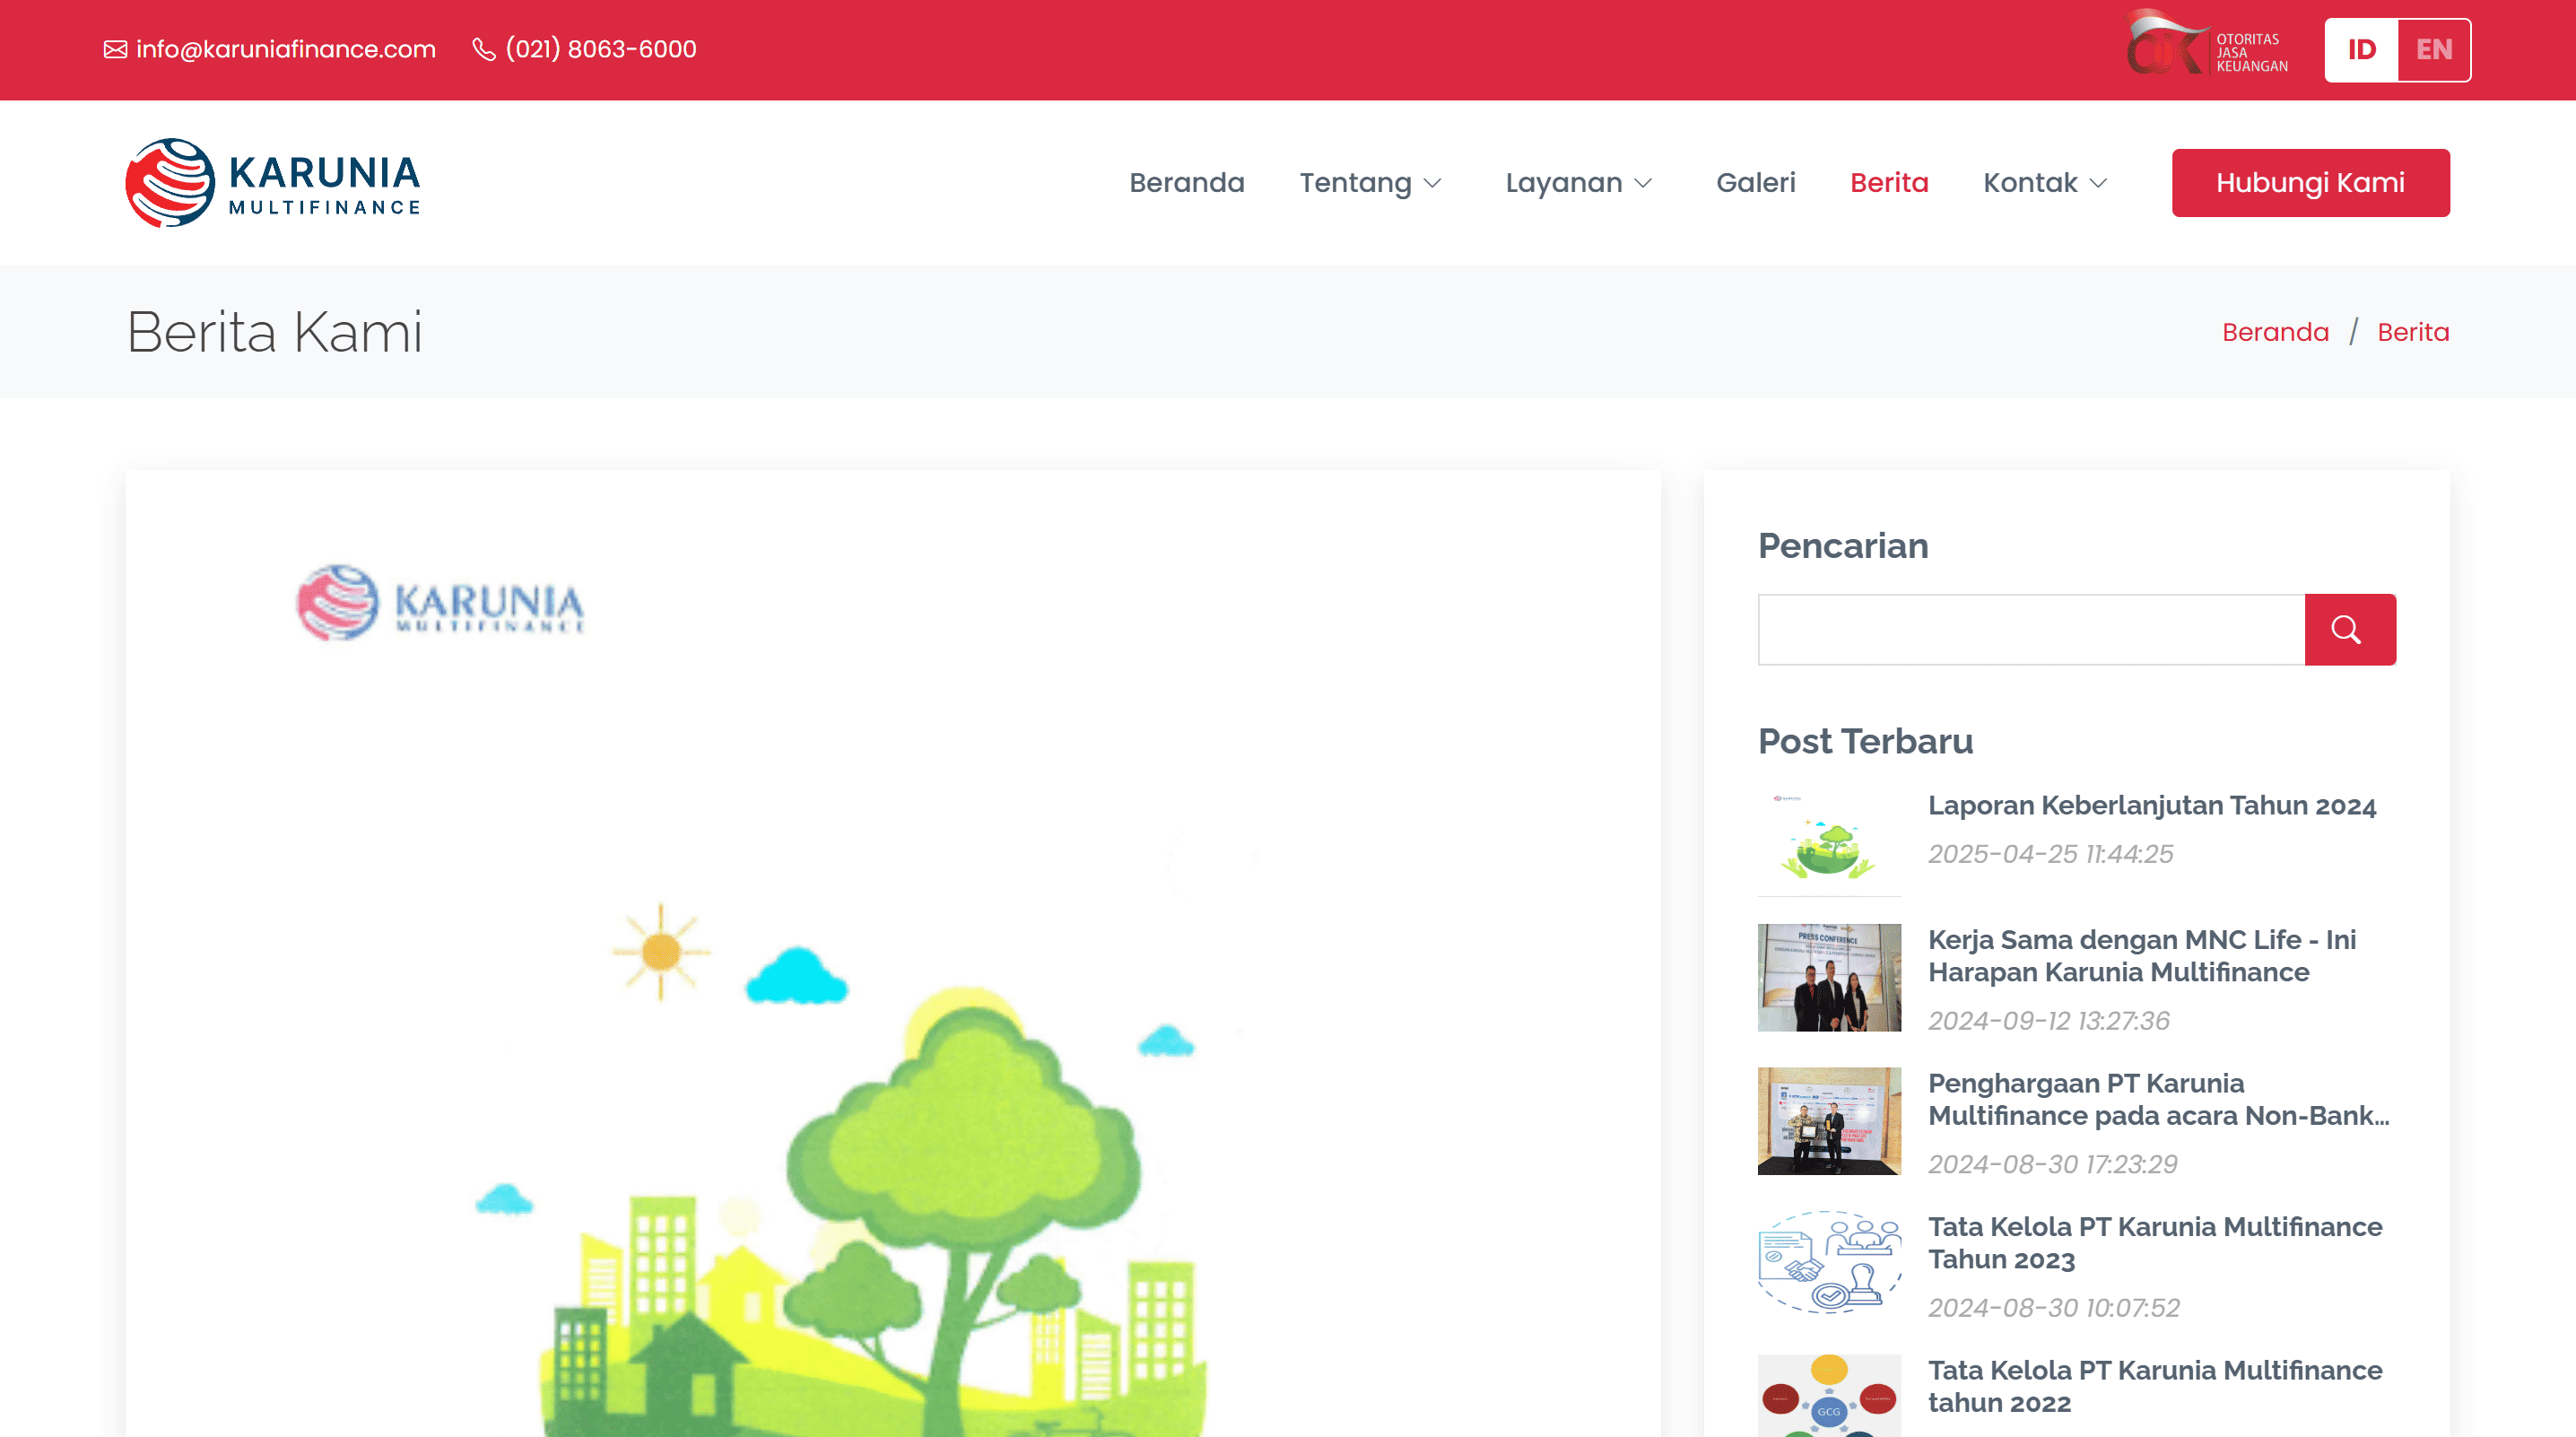 info@karuniafinance.com
(021) 8063-6000
OTORITAS
JASA
KEUANGAN
ID
EN
KARUNIA
MULTIFINANCE
Beranda
Tentang
Layanan
Galeri
Berita
Kontak
Hubungi Kami
Berita Kami
Beranda / Berita
KARUNIA
MULTIFINANCE
Pencarian
Post Terbaru
Laporan Keberlanjutan Tahun 2024
2025-04-25 11:44:25
PRESS CONFERENCE
Kerja Sama dengan MNC Life - Ini
Harapan Karunia Multifinance
2024-09-12 13:27:36
Penghargaan PT Karunia
Multifinance pada acara Non-Bank...
2024-08-30 17:23:29
Tata Kelola PT Karunia Multifinance
Tahun 2023
2024-08-30 10:07:52
Tata Kelola PT Karunia Multifinance
tahun 2022
GCG